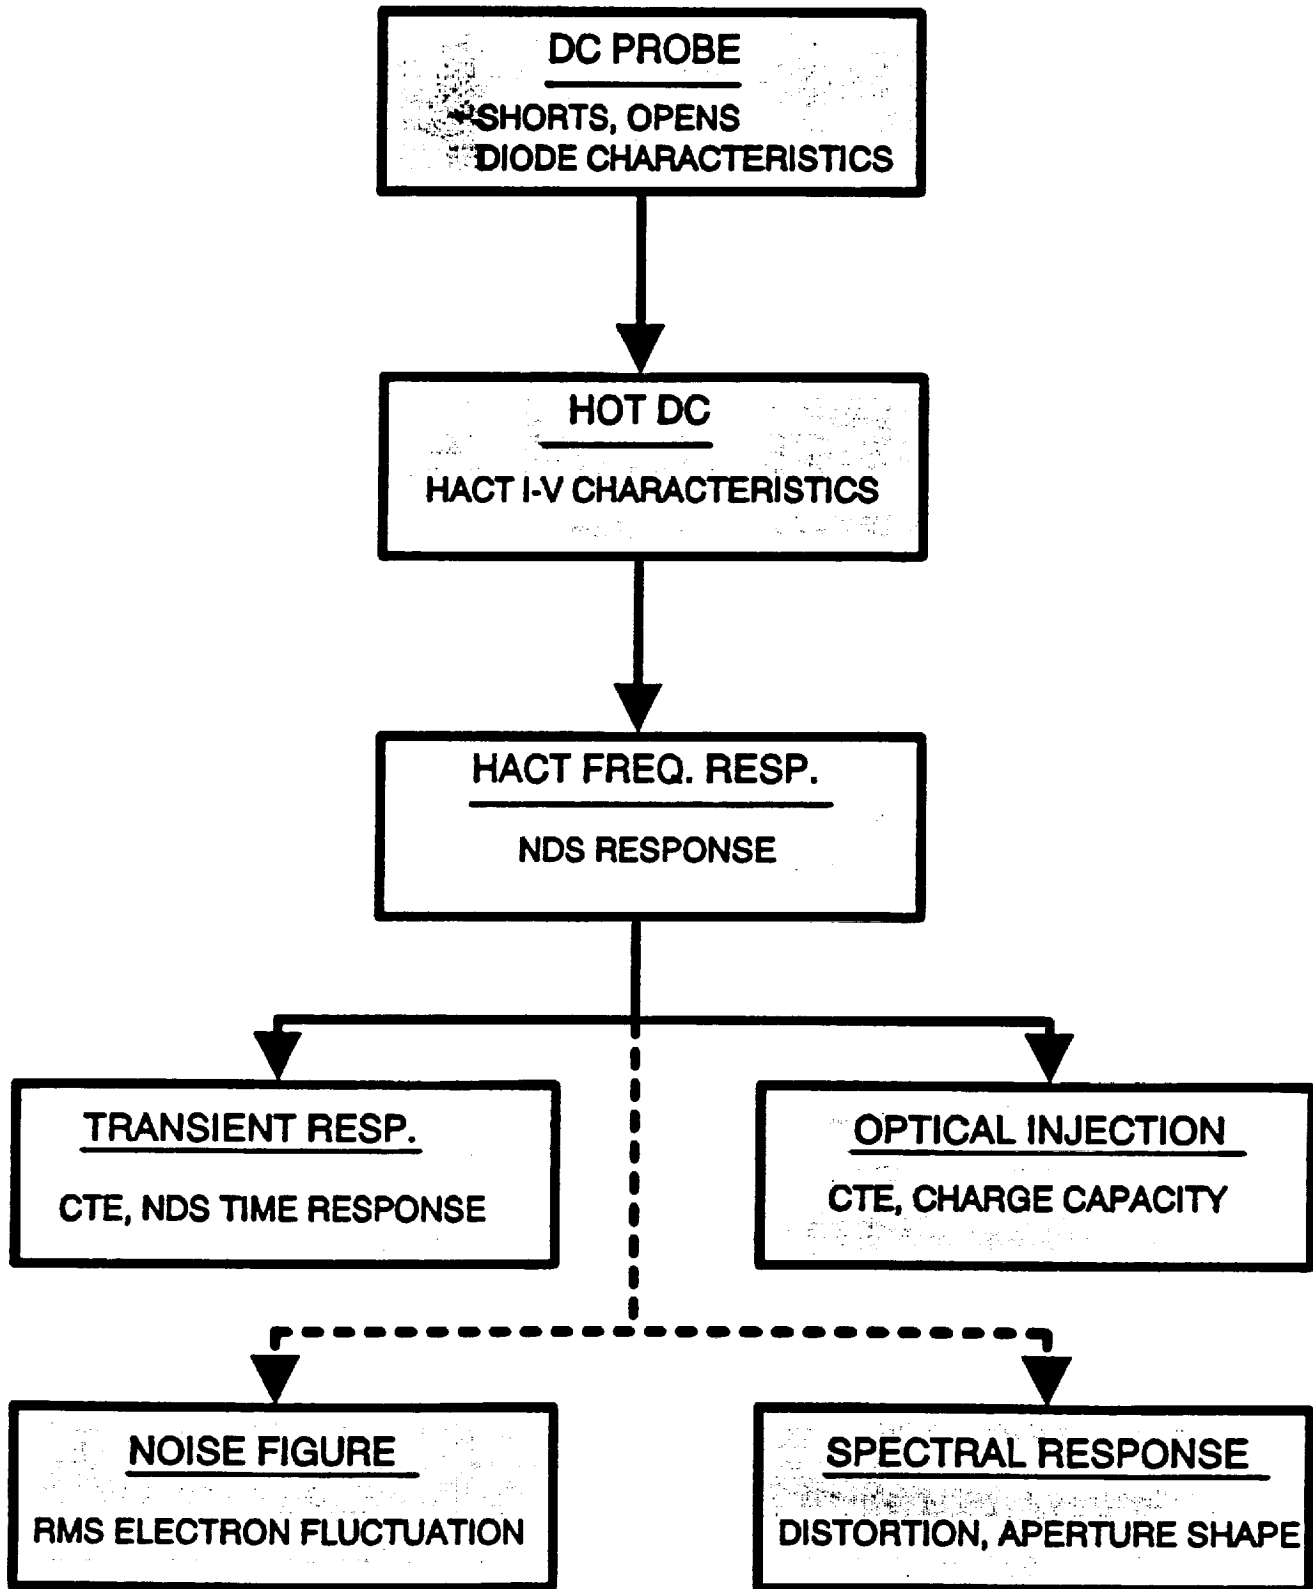 DC PROBE
SHORTS, OPENS
DIODE CHARACTERISTICS
HOT DC
HACT I-V CHARACTERISTICS
HACT FREQ. RESP.
NDS RESPONSE
TRANSIENT RESP.
CTE, NDS TIME RESPONSE
OPTICAL INJECTION
CTE, CHARGE CAPACITY
NOISE FIGURE
RMS ELECTRON FLUCTUATION
SPECTRAL RESPONSE
DISTORTION, APERTURE SHAPE